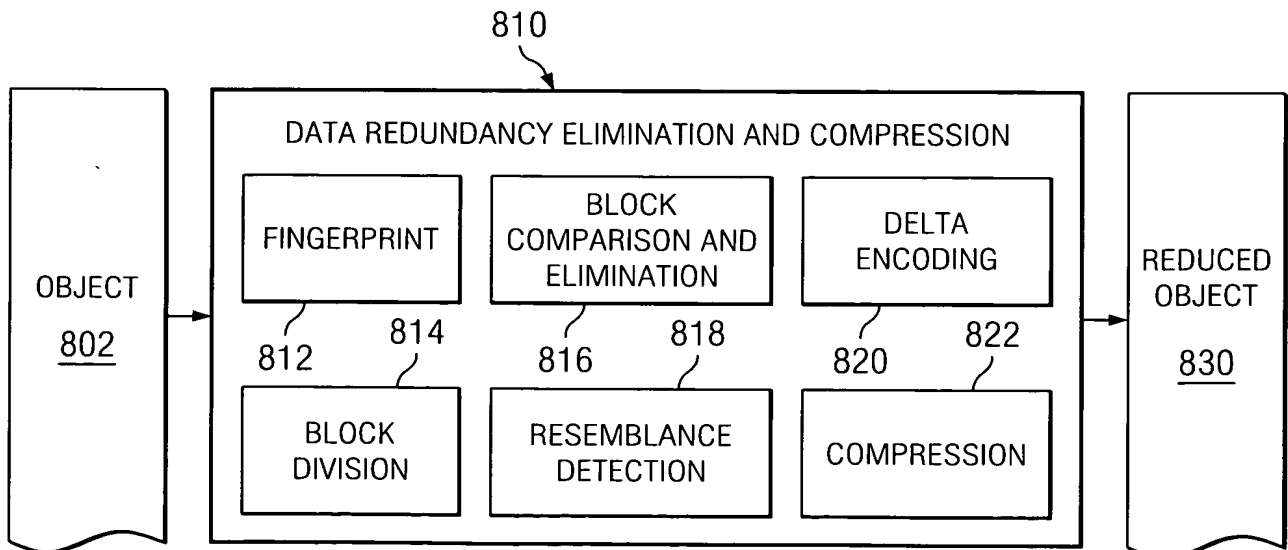 810
DATA REDUNDANCY ELIMINATION AND COMPRESSION
OBJECT
802
FINGERPRINT
812
BLOCK
COMPARISON AND
ELIMINATION
816
DELTA
ENCODING
820
814
BLOCK
DIVISION
818
RESEMBLANCE
DETECTION
822
COMPRESSION
REDUCED
OBJECT
830